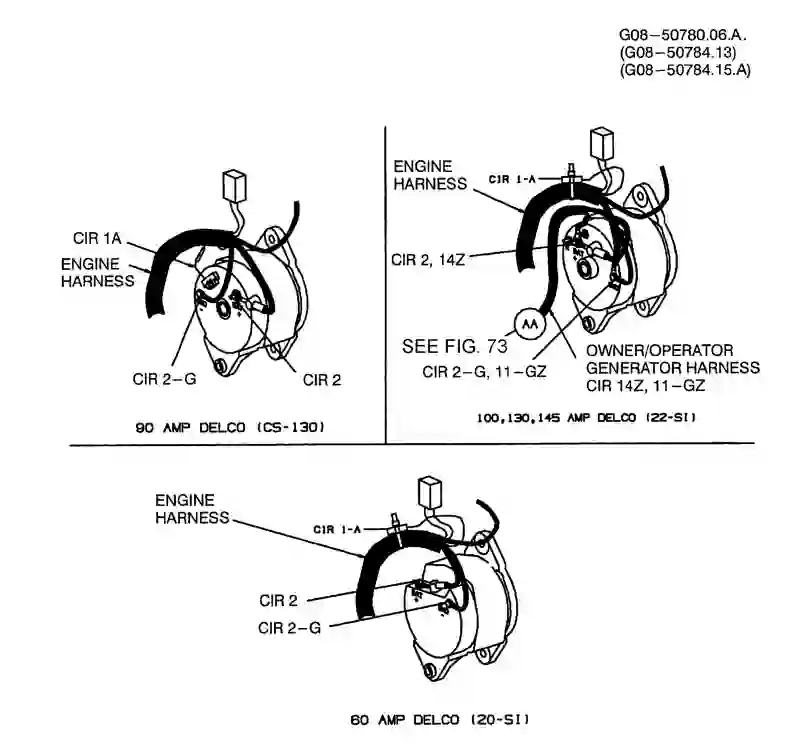 G08-50780.06.A.
(G08-50784.13)
(G08-50784.15.A)
CIR 1A
ENGINE
HARNESS
CIR 2-G
CIR 2
90 AMP DELCO (CS-130)
ENGINE
HARNESS
CIR 1-A
CIR 2, 14Z
AA
SEE FIG. 73
CIR 2-G, 11-GZ
OWNER/OPERATOR
GENERATOR HARNESS
CIR 14Z, 11-GZ
100,130,145 AMP DELCO (22-SI)
ENGINE
HARNESS
CIR 1-A
CIR 2
CIR 2-G
60 AMP DELCO (20-SI)